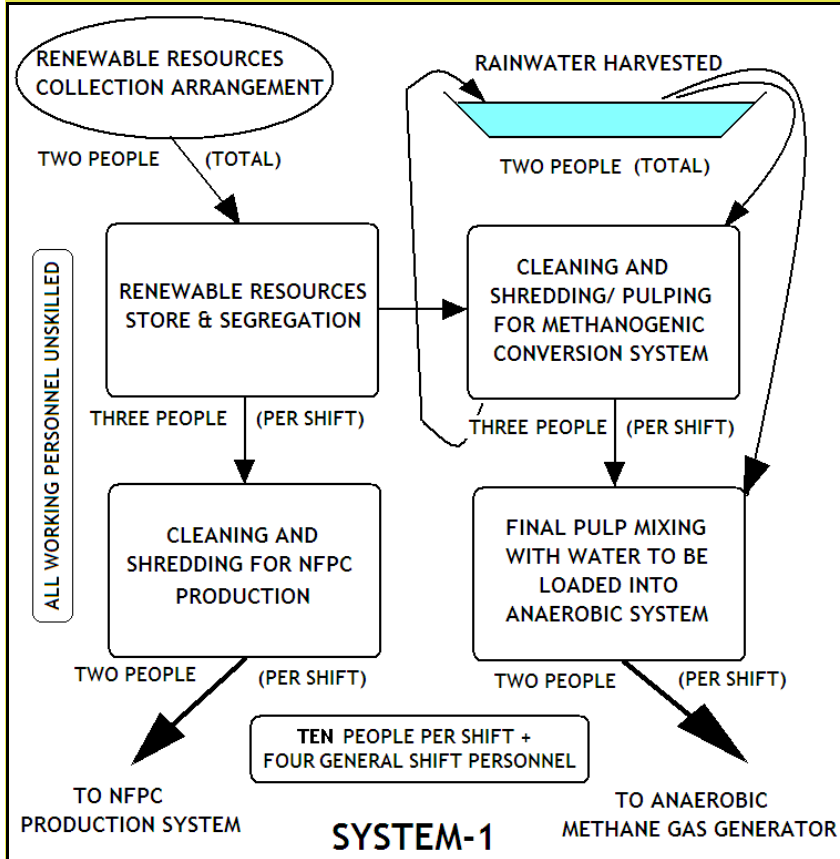 RENEWABLE RESOURCES
COLLECTION ARRANGEMENT
RAINWATER HARVESTED
TWO PEOPLE (TOTAL)
TWO PEOPLE (TOTAL)
ALL WORKING PERSONNEL UNSKILLED
RENEWABLE RESOURCES
STORE & SEGREGATION
CLEANING AND
SHREDDING/ PULPING
FOR METHANOGENIC
CONVERSION SYSTEM
THREE PEOPLE (PER SHIFT)
THREE PEOPLE (PER SHIFT)
CLEANING AND
SHREDDING FOR NFPC
PRODUCTION
FINAL PULP MIXING
WITH WATER TO BE
LOADED INTO
ANAEROBIC SYSTEM
TWO PEOPLE (PER SHIFT)
TWO PEOPLE (PER SHIFT)
TEN PEOPLE PER SHIFT +
FOUR GENERAL SHIFT PERSONNEL
TO NFPC
PRODUCTION SYSTEM
TO ANAEROBIC
METHANE GAS GENERATOR
SYSTEM-1